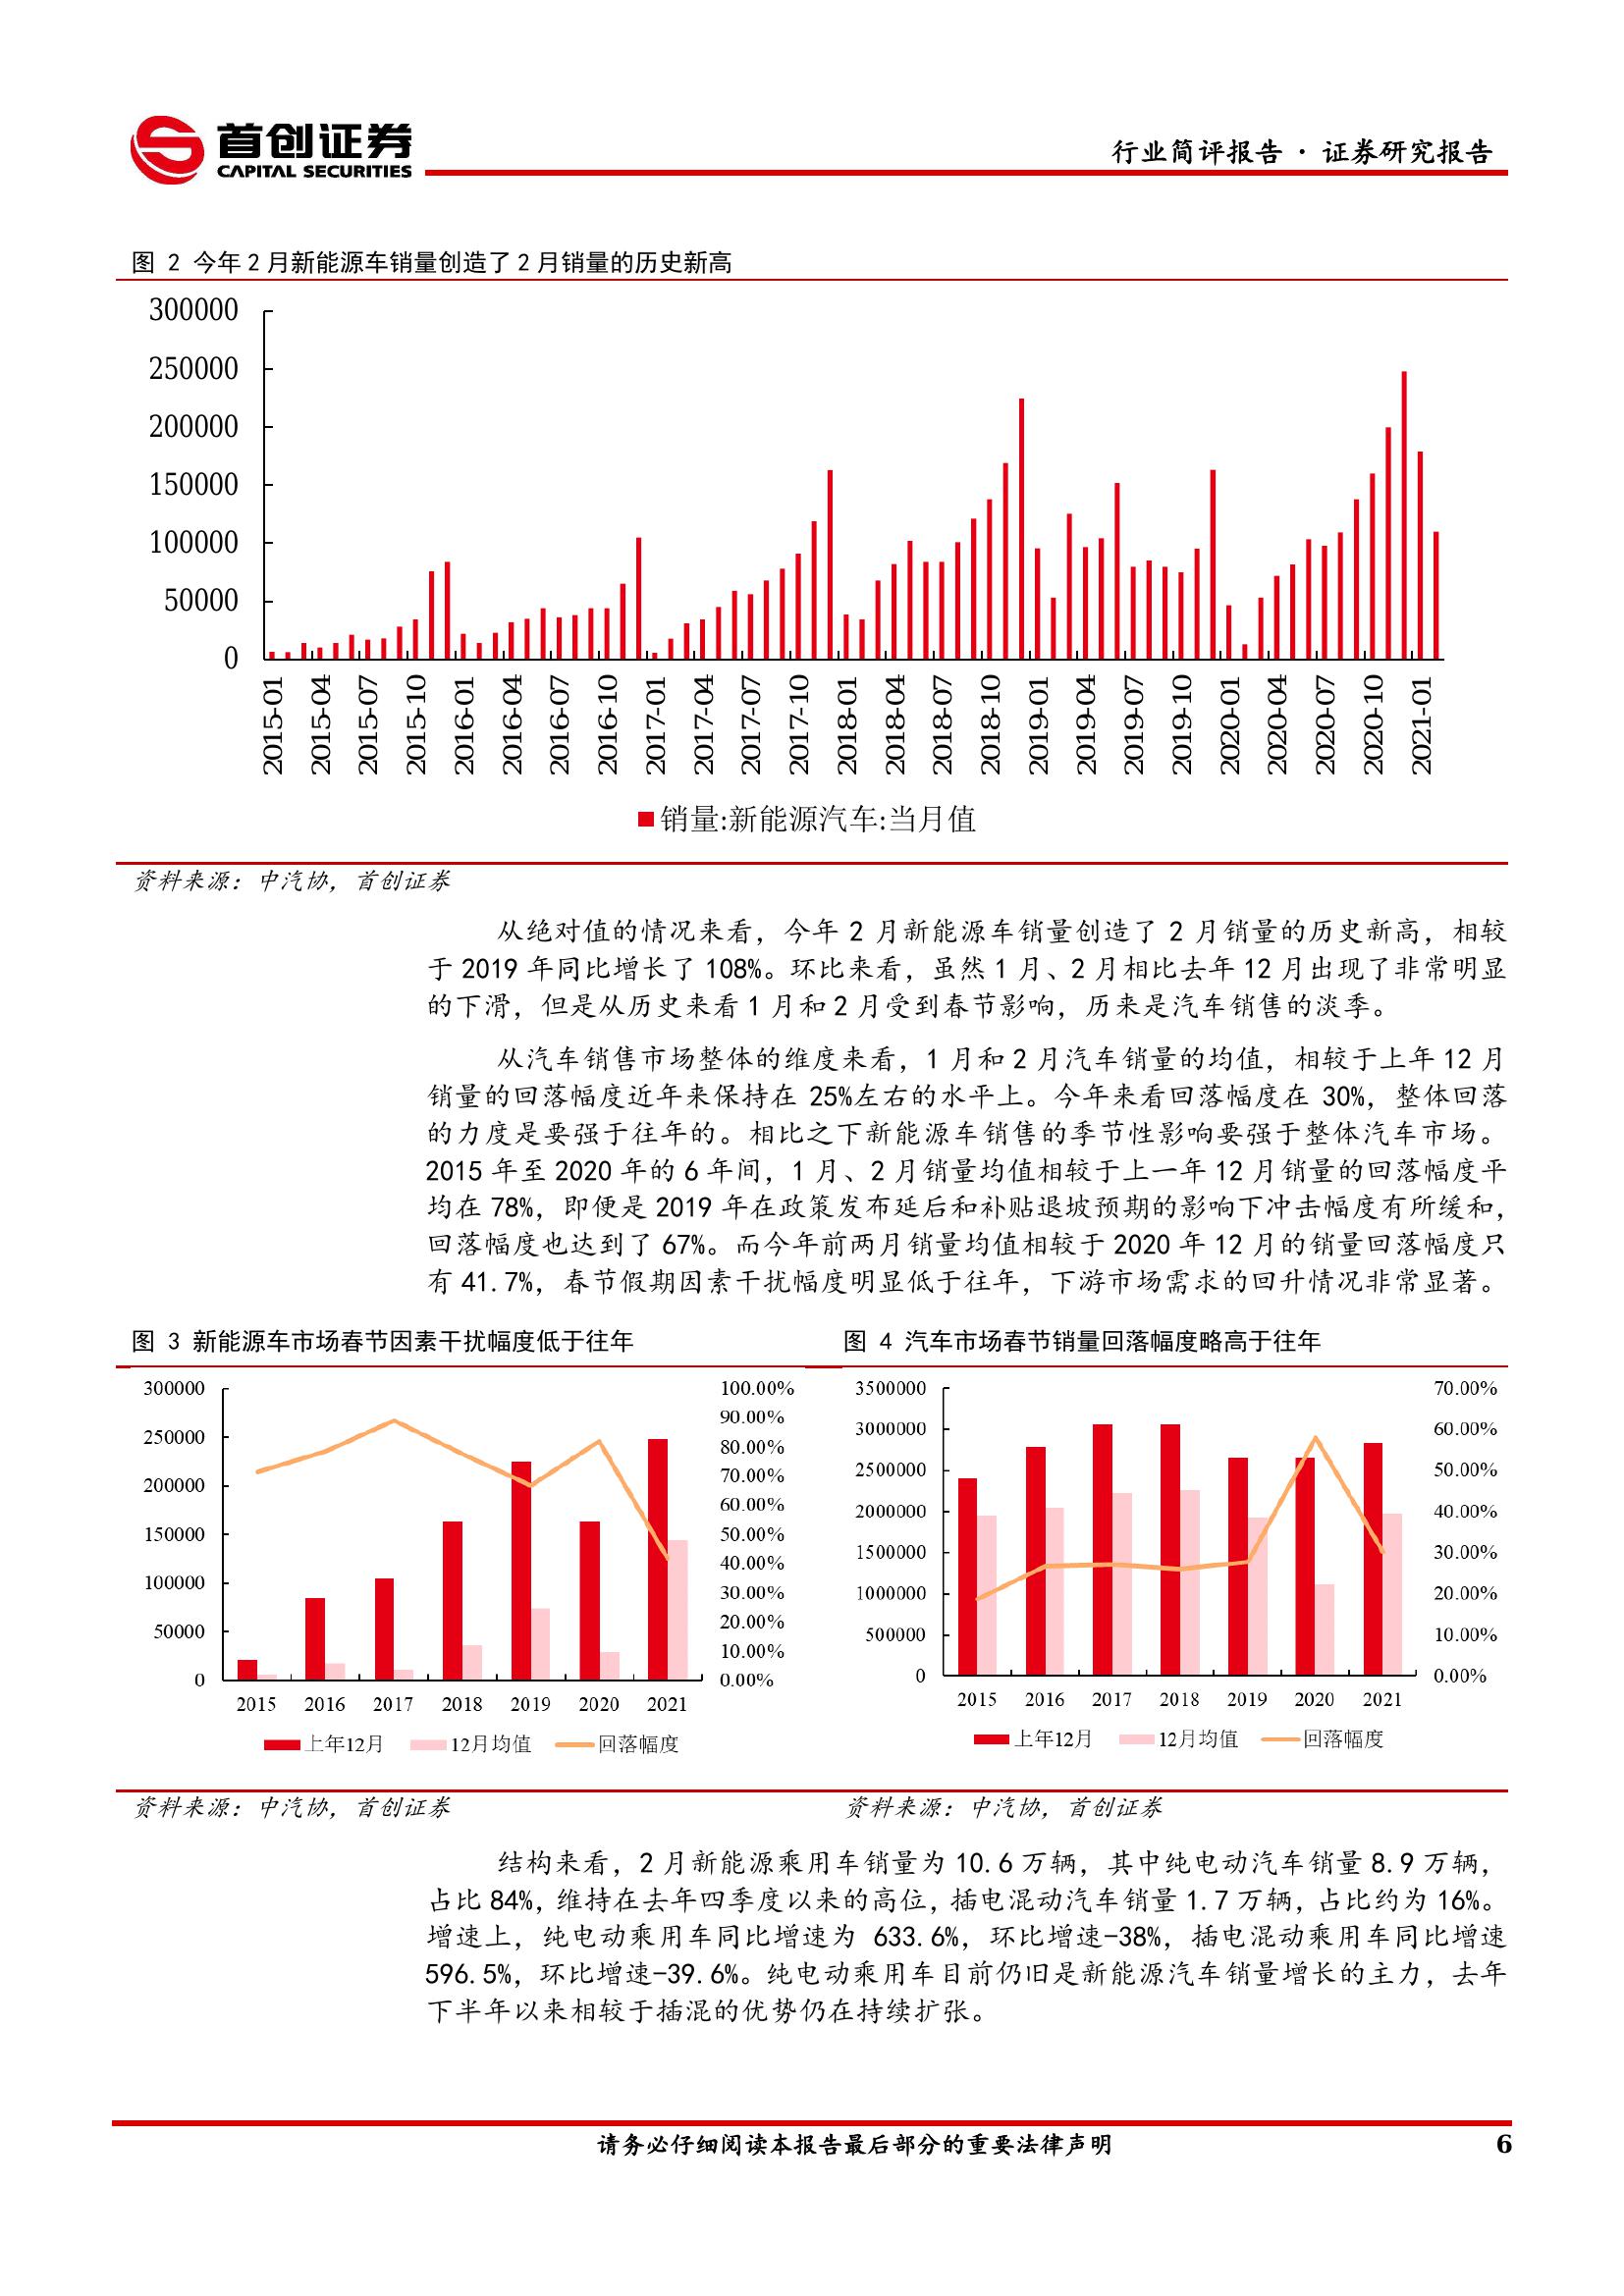 首创证券
CAPITAL SECURITIES
行业简评报告 · 证券研究报告
图 2 今年 2 月新能源车销量创造了 2 月销量的历史新高
300000
250000
200000
150000
100000
50000
0
2015-01
2015-04
2015-07
2015-10
2016-01
2016-04
2016-07
2016-10
2017-01
2017-04
2017-07
2017-10
2018-01
2018-04
2018-07
2018-10
2019-01
2019-04
2019-07
2019-10
2020-01
2020-04
2020-07
2020-10
2021-01
销量:新能源汽车:当月值
资料来源：中汽协，首创证券
从绝对值的情况来看，今年 2 月新能源车销量创造了 2 月销量的历史新高，相较
于 2019 年同比增长了 108%。环比来看，虽然 1 月、2 月相比去年 12 月出现了非常明显
的下滑，但是从历史来看 1 月和 2 月受到春节影响，历来是汽车销售的淡季。
从汽车销售市场整体的维度来看，1 月和 2 月汽车销量的均值，相较于上年 12 月
销量的回落幅度近年来保持在 25%左右的水平上。今年来看回落幅度在 30%，整体回落
的力度是要强于往年的。相比之下新能源车销售的季节性影响要强于整体汽车市场。
2015 年至 2020 年的 6 年间，1 月、2 月销量均值相较于上一年 12 月销量的回落幅度平
均在 78%，即便是 2019 年在政策发布延后和补贴退坡预期的影响下冲击幅度有所缓和，
回落幅度也达到了 67%。而今年前两月销量均值相较于 2020 年 12 月的销量回落幅度只
有 41.7%，春节假期因素干扰幅度明显低于往年，下游市场需求的回升情况非常显著。
图 3 新能源车市场春节因素干扰幅度低于往年
300000
250000
200000
150000
100000
50000
0
100.00%
90.00%
80.00%
70.00%
60.00%
50.00%
40.00%
30.00%
20.00%
10.00%
0.00%
2015 2016 2017 2018 2019 2020 2021
上年12月 12月均值 回落幅度
资料来源：中汽协，首创证券
图 4 汽车市场春节销量回落幅度略高于往年
3500000
3000000
2500000
2000000
1500000
1000000
500000
0
70.00%
60.00%
50.00%
40.00%
30.00%
20.00%
10.00%
0.00%
2015 2016 2017 2018 2019 2020 2021
上年12月 12月均值 回落幅度
资料来源：中汽协，首创证券
结构来看，2 月新能源乘用车销量为 10.6 万辆，其中纯电动汽车销量 8.9 万辆，
占比 84%，维持在去年四季度以来的高位，插电混动汽车销量 1.7 万辆，占比约为 16%。
增速上，纯电动乘用车同比增速为 633.6%，环比增速-38%，插电混动乘用车同比增速
596.5%，环比增速-39.6%。纯电动乘用车目前仍旧是新能源汽车销量增长的主力，去年
下半年以来相较于插混的优势仍在持续扩张。
请务必仔细阅读本报告最后部分的重要法律声明
6